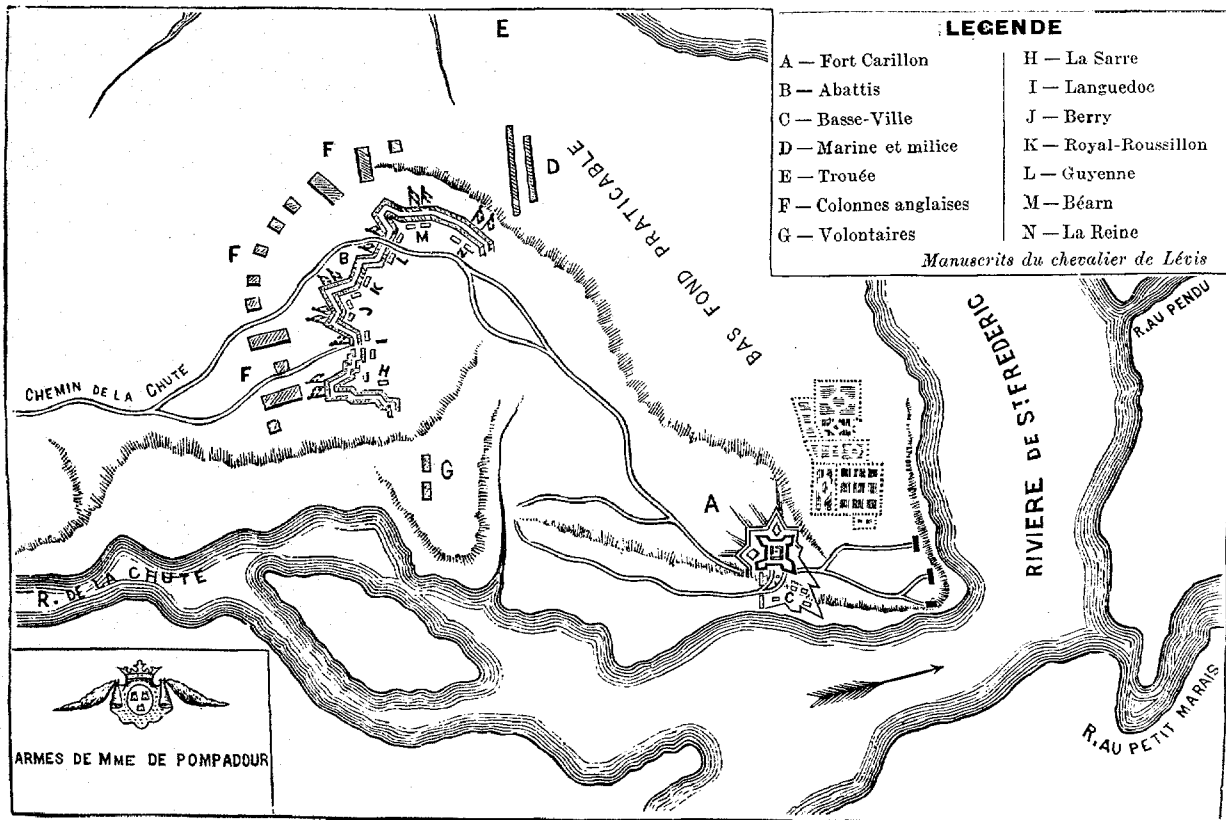 LEGENDE
A — Fort Carillon
B — Abattis
C — Basse-Ville
D — Marine et milice
E — Trouée
F — Colonnes anglaises
G — Volontaires
H — La Sarre
I — Languedoc
J — Berry
K — Royal-Roussillon
L — Guyenne
M — Béarn
N — La Reine
Manuscrits du chevalier de Lévis
E
F
D
F
M
N
B
L
K
J
I
F
H
J
G
A
C
BAS FOND PRATICABLE
CHEMIN DE LA CHUTE
R. DE LA CHUTE
RIVIERE DE ST FREDERIC
R. AU PENDU
R. AU PETIT MARAIS
ARMES DE MME DE POMPADOUR